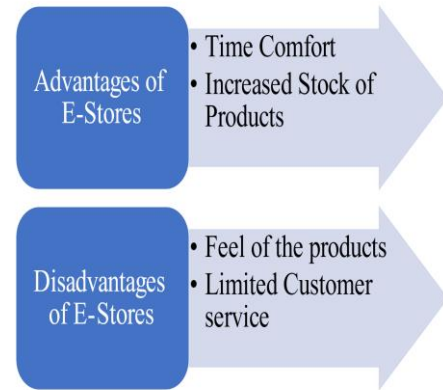 Advantages of
E-Stores
• Time Comfort
• Increased Stock of
Products
Disadvantages
of E-Stores
• Feel of the products
• Limited Customer
service